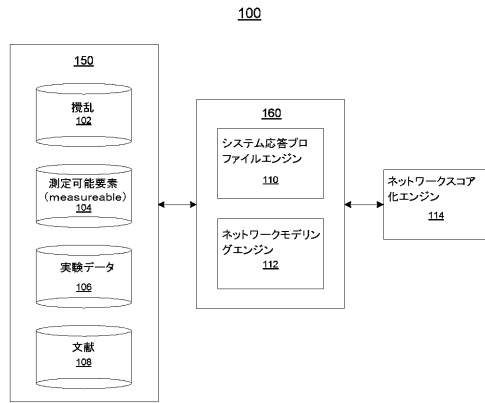 100
150
攪乱
102
測定可能要素
(measureable)
104
実験データ
106
文献
108
160
システム応答プロ
ファイルエンジン
110
ネットワークモデリン
グエンジン
112
ネットワークスコア
化エンジン
114